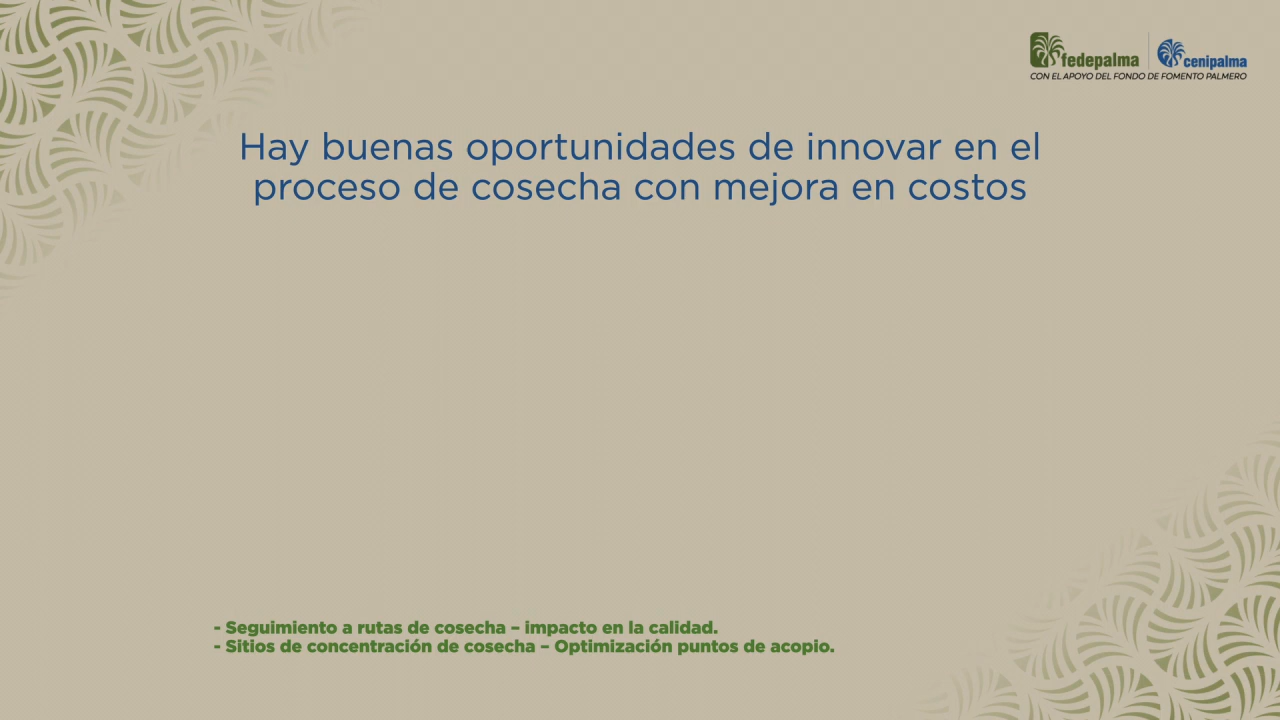 fedepalma cenipalma
CON EL APOYO DEL FONDO DE FOMENTO PALMERO
Hay buenas oportunidades de innovar en el
proceso de cosecha con mejora en costos
- Seguimiento a rutas de cosecha – impacto en la calidad.
- Sitios de concentración de cosecha – Optimización puntos de acopio.